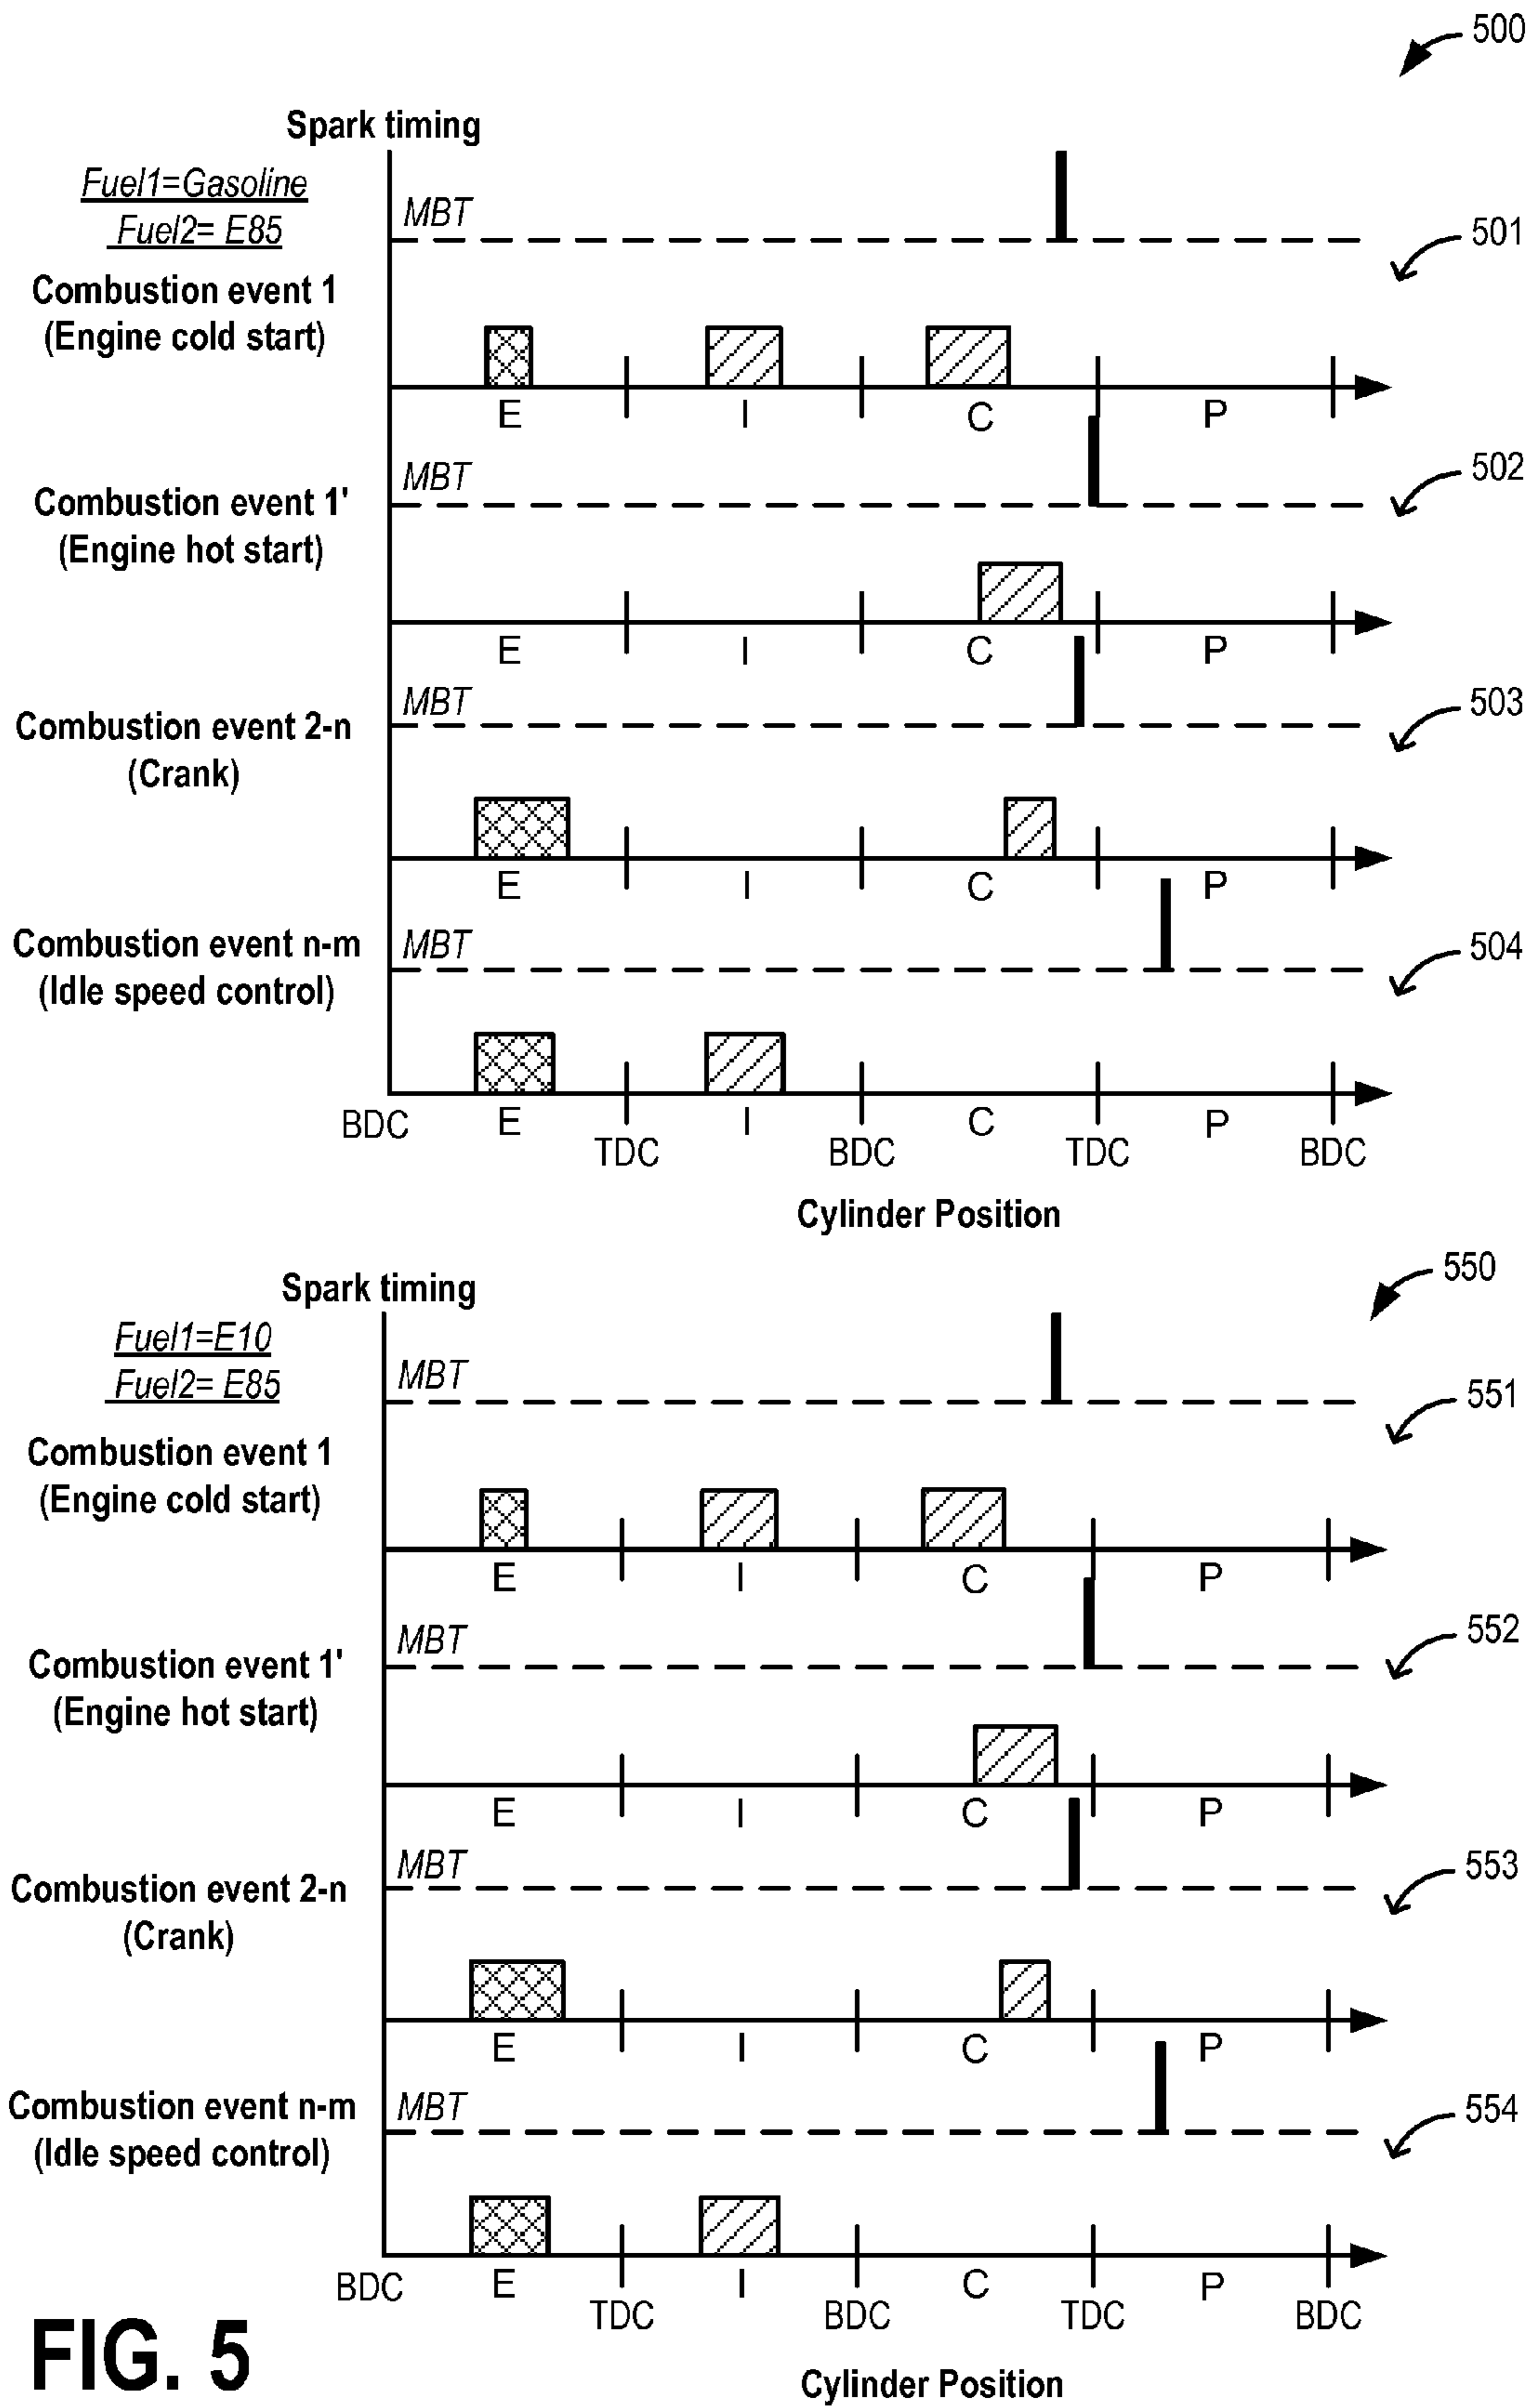 500
Spark timing
Fuel1=Gasoline
Fuel2= E85
MBT
501
Combustion event 1
(Engine cold start)
E I C P
MBT
502
Combustion event 1'
(Engine hot start)
E I C P
MBT
503
Combustion event 2-n
(Crank)
E I C P
MBT
504
Combustion event n-m
(Idle speed control)
E I C P
BDC TDC BDC TDC BDC
Cylinder Position
550
Spark timing
Fuel1=E10
Fuel2= E85
MBT
551
Combustion event 1
(Engine cold start)
E I C P
MBT
552
Combustion event 1'
(Engine hot start)
E I C P
MBT
553
Combustion event 2-n
(Crank)
E I C P
MBT
554
Combustion event n-m
(Idle speed control)
E I C P
BDC TDC BDC TDC BDC
FIG. 5
Cylinder Position